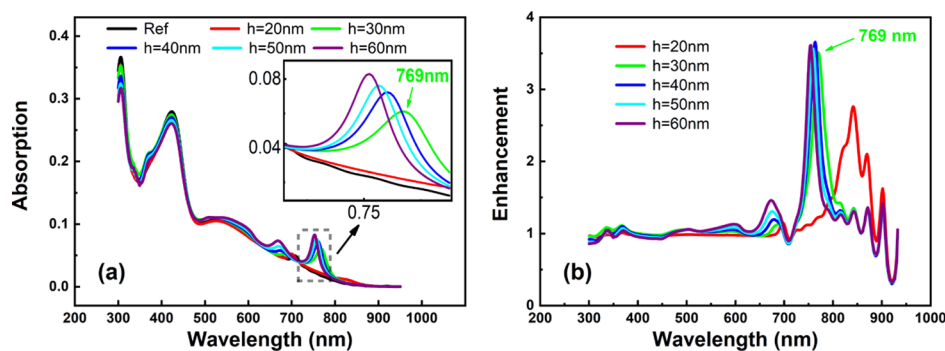 Ref h=20nm h=30nm
h=40nm h=50nm h=60nm
0.4
0.3
0.2
0.1
0.0
Absorption
0.08
0.04
0.75
769nm
(a)
200 300 400 500 600 700 800 900 1000
Wavelength (nm)
4
3
2
1
0
Enhancement
h=20nm
h=30nm
h=40nm
h=50nm
h=60nm
769 nm
(b)
200 300 400 500 600 700 800 900 1000
Wavelength (nm)